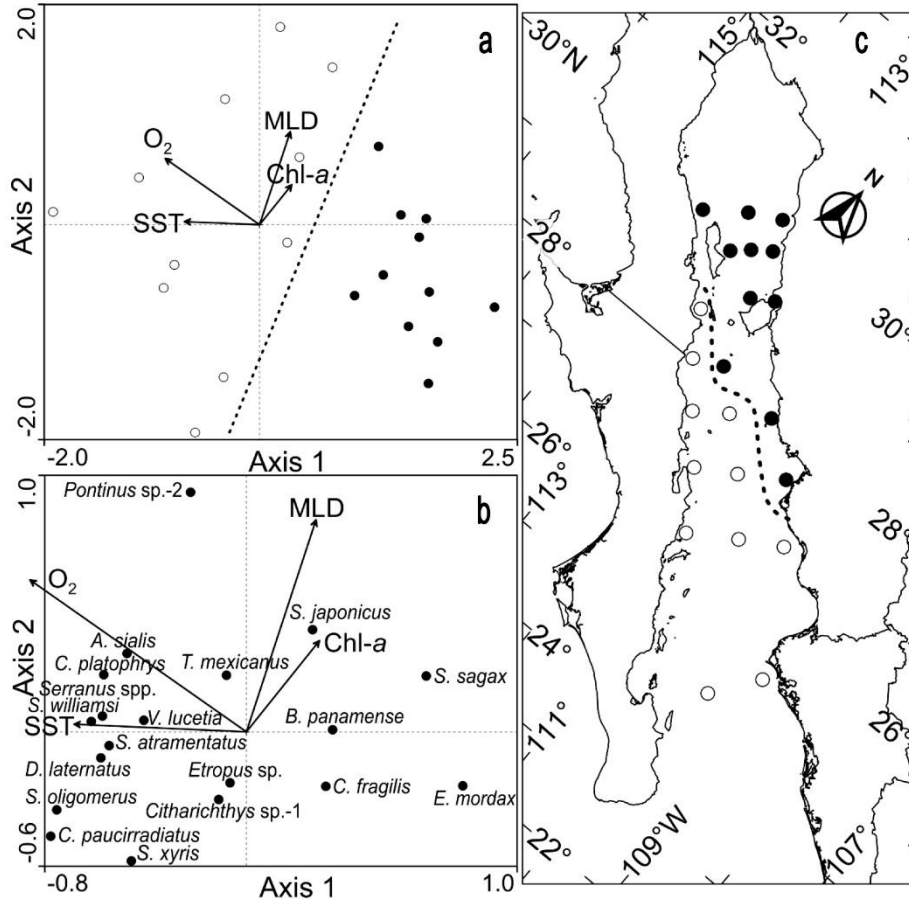 2.0
a
MLD
O2
Chl-a
SST
Axis 2
-2.0
-2.0
Axis 1
2.5
1.0
b
Pontinus sp.-2
MLD
O2
S. japonicus
A. sialis
Chl-a
C. platophrys
T. mexicanus
Serranus spp.
S. sagax
S. williamsi
SST
V. lucetia
B. panamense
S. atramentatus
D. laternatus
Etropus sp.
C. fragilis
E. mordax
S. oligomerus
Citharichthys sp.-1
C. paucirradiatus
S. xyris
Axis 2
-0.6
-0.8
Axis 1
1.0
c
30°N
115°
32°
113°
N
28°
30°
26°
113°
28°
24°
111°
26°
22°
109°W
107°